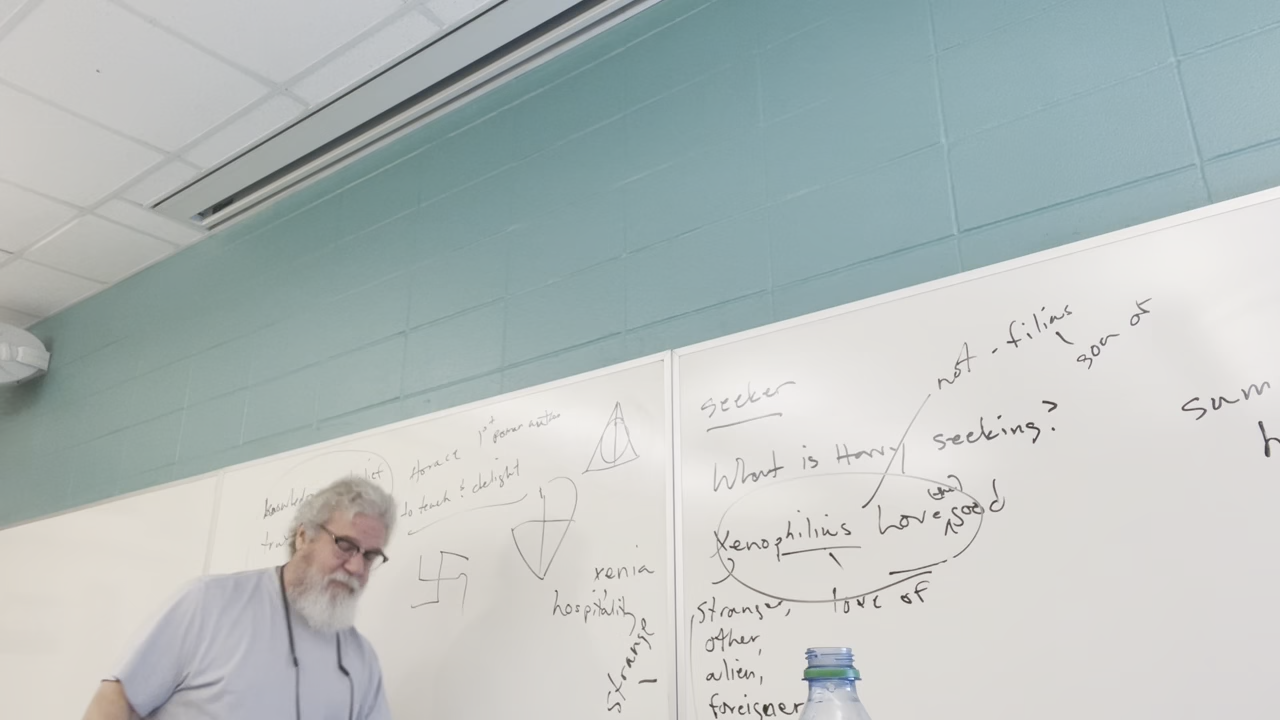 Horace
1st
to teach & delight
xenia
hospitality
strange
seeker
What is Harry seeking?
not - filius
son of
Xenophilius Lovegood
love of
stranger,
other,
alien,
foreigner
sum
h